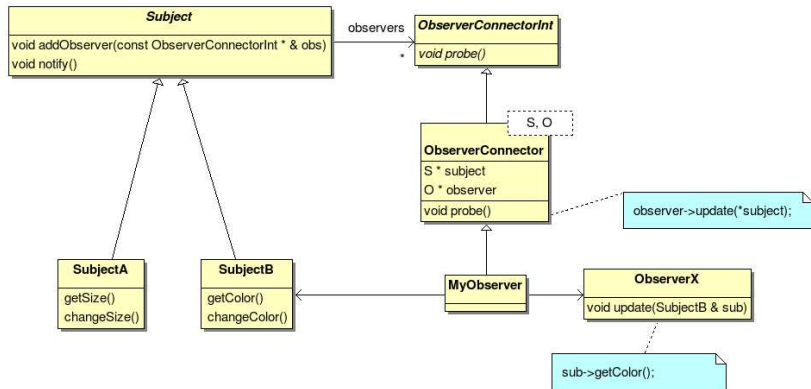 Subject
void addObserver(const ObserverConnectorInt * & obs)
void notify()
observers
*
ObserverConnectorInt
void probe()
S, O
ObserverConnector
S * subject
O * observer
void probe()
observer->update(*subject);
SubjectA
getSize()
changeSize()
SubjectB
getColor()
changeColor()
MyObserver
ObserverX
void update(SubjectB & sub)
sub->getColor();